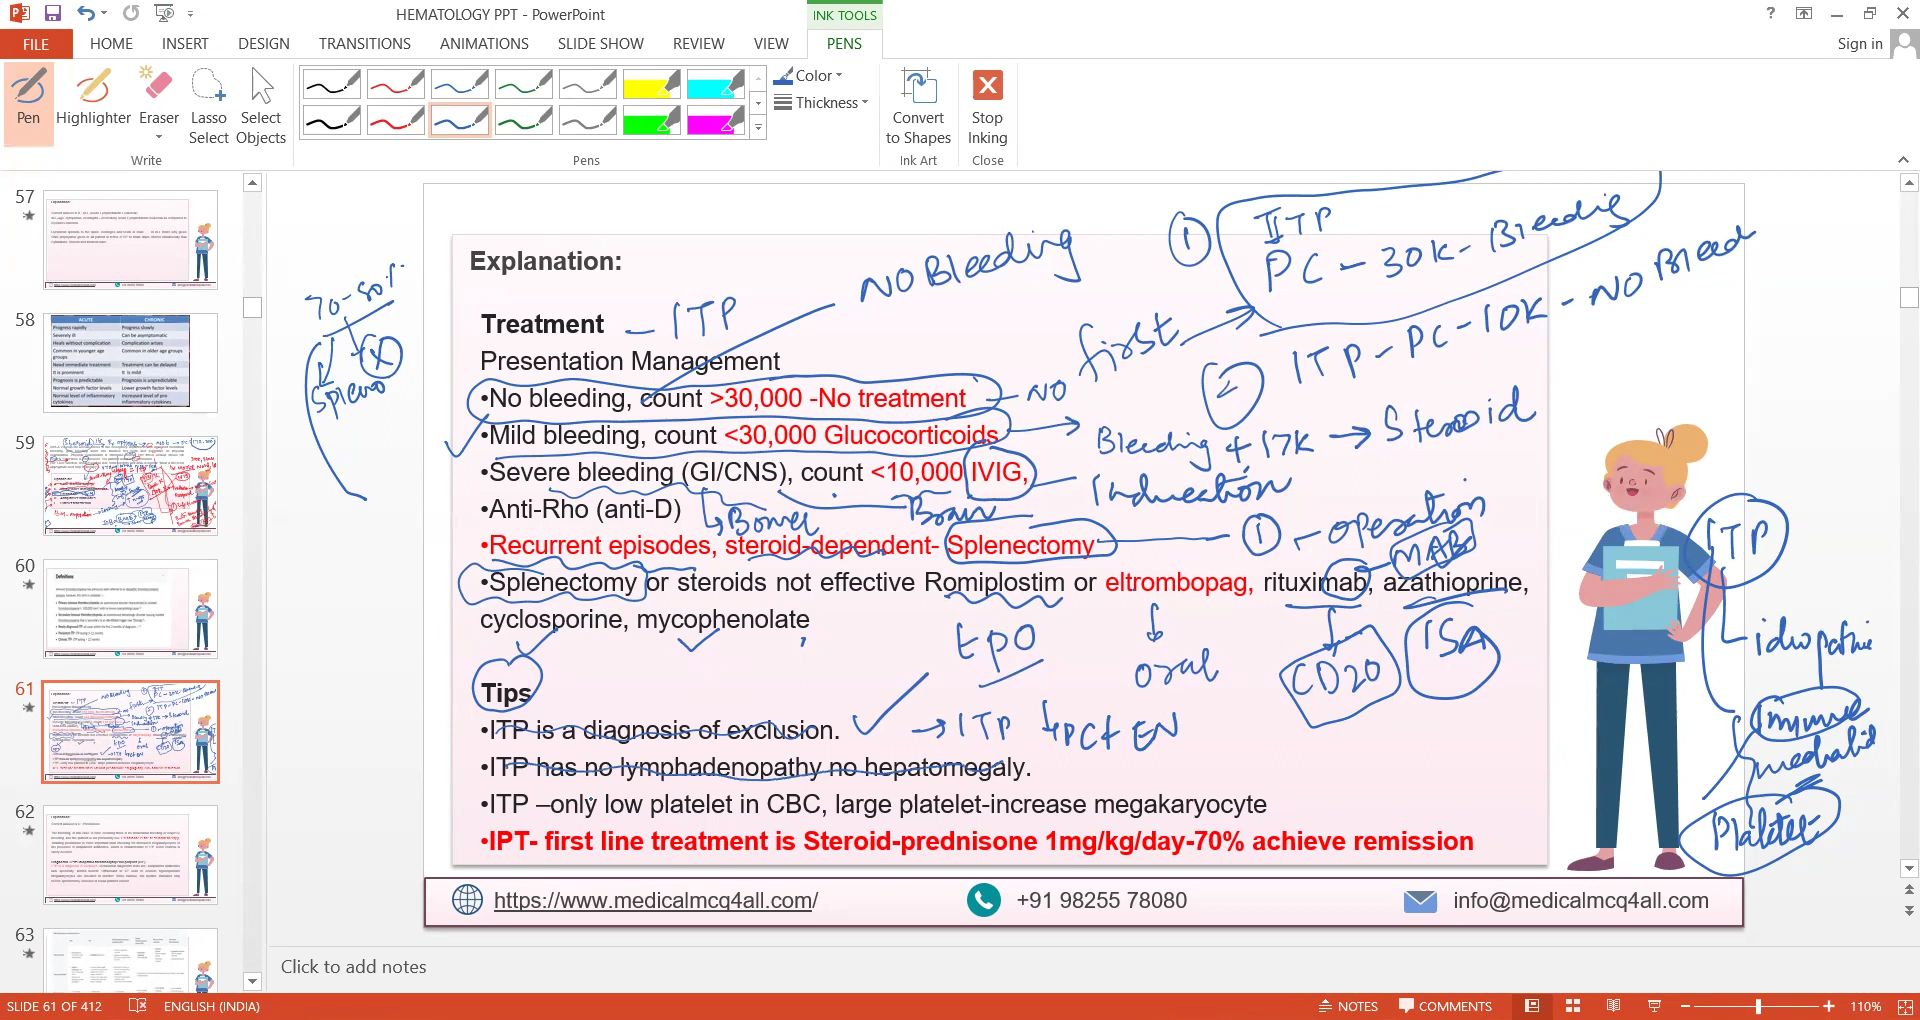 HEMATOLOGY PPT - PowerPoint
INK TOOLS
FILE HOME INSERT DESIGN TRANSITIONS ANIMATIONS SLIDE SHOW REVIEW VIEW PENS
Sign in
Pen Highlighter Eraser Lasso Select Select Objects
Color
Thickness
Convert to Shapes
Stop Inking
Write
Pens
Ink Art
Close
57
58
ACUTE CHRONIC
59
60
61
62
63
Explanation:
NO Bleeding
1 ITP
PC - 30K - Bleeding
70-80%
Treatment - ITP
first
2 ITP - PC - 10K - NO Bleed
Presentation Management
•No bleeding, count >30,000 -No treatment
NO
•Mild bleeding, count <30,000 Glucocorticoids
Bleeding + 17K → Steroid
•Severe bleeding (GI/CNS), count <10,000 IVIG,
Induction
•Anti-Rho (anti-D)
Bowel
Brain
•Recurrent episodes, steroid-dependent- Splenectomy
1 - operation
MAB
•Splenectomy or steroids not effective Romiplostim or eltrombopag, rituximab, azathioprine,
cyclosporine, mycophenolate
tpo
oral
CD20
ISA
ITP
idiopathic
Immune
mediated
Platelet
Tips
•ITP is a diagnosis of exclusion.
→ ITP
•ITP has no lymphadenopathy no hepatomegaly.
•ITP –only low platelet in CBC, large platelet-increase megakaryocyte
•IPT- first line treatment is Steroid-prednisone 1mg/kg/day-70% achieve remission
https://www.medicalmcq4all.com/
+91 98255 78080
info@medicalmcq4all.com
Click to add notes
SLIDE 61 OF 412 ENGLISH (INDIA) NOTES COMMENTS 110%